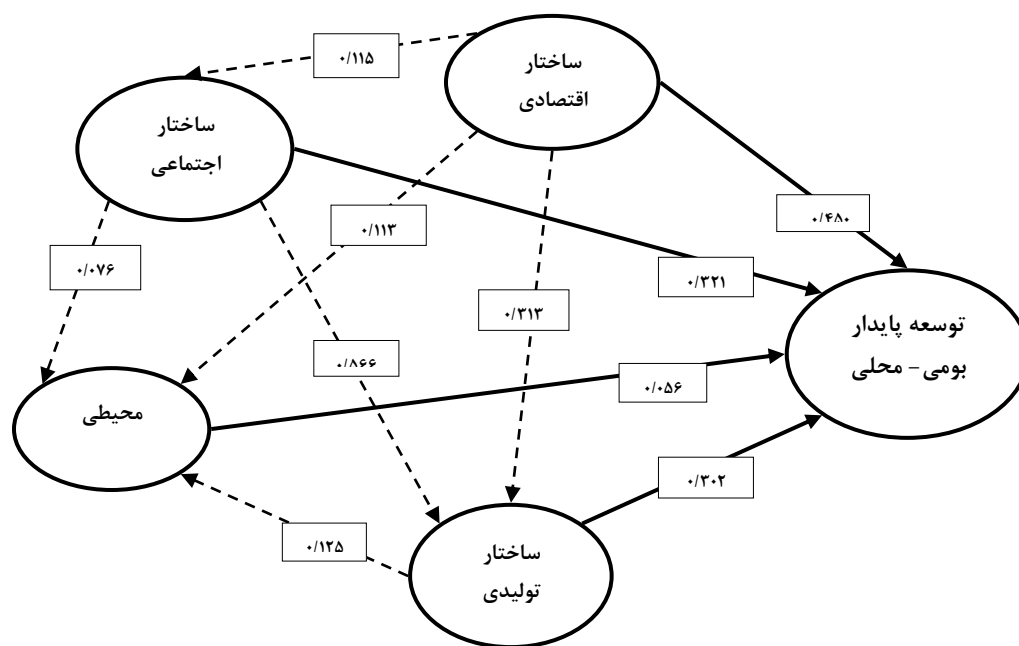 ۰/۱۱۵
ساختار
اقتصادی
ساختار
اجتماعی
۰/۴۸۰
۰/۱۱۳
۰/۰۷۶
۰/۳۲۱
۰/۳۱۳
توسعه پایدار
بومی – محلی
۰/۸۶۶
۰/۰۵۶
محیطی
۰/۳۰۲
۰/۱۲۵
ساختار
تولیدی